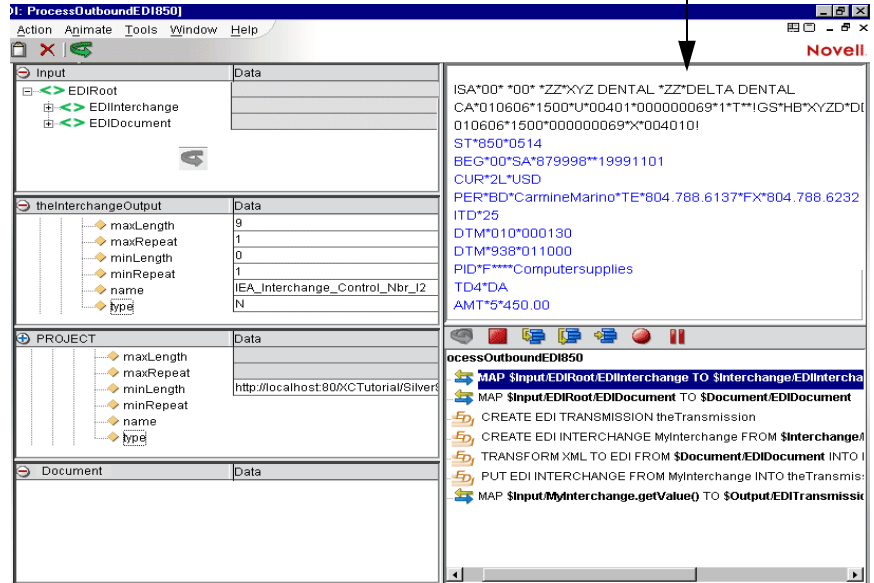 DI: ProcessOutboundEDI850]
Action Animate Tools Window Help
Novell
Input Data
EDIRoot
EDIInterchange
EDIDocument
theInterchangeOutput Data
maxLength 9
maxRepeat 1
minLength 0
minRepeat 1
name IEA_Interchange_Control_Nbr_I2
type N
PROJECT Data
maxLength
maxRepeat
minLength http://localhost:80/XCTutorial/Silver
minRepeat
name
type
Document Data
ISA*00* *00* *ZZ*XYZ DENTAL *ZZ*DELTA DENTAL
CA*010606*1500*U*00401*000000069*1*T**!GS*HB*XYZD*D
010606*1500*000000069*X*004010!
ST*850*0514
BEG*00*SA*879998**19991101
CUR*2L*USD
PER*BD*CarmineMarino*TE*804.788.6137*FX*804.788.6232
ITD*25
DTM*010*000130
DTM*938*011000
PID*F****Computersupplies
TD4*DA
AMT*5*450.00
ocessOutboundEDI850
MAP $Input/EDIRoot/EDIInterchange TO $Interchange/EDIIntercha
MAP $Input/EDIRoot/EDIDocument TO $Document/EDIDocument
CREATE EDI TRANSMISSION theTransmission
CREATE EDI INTERCHANGE MyInterchange FROM $Interchange/
TRANSFORM XML TO EDI FROM $Document/EDIDocument INTO
PUT EDI INTERCHANGE FROM MyInterchange INTO theTransmis
MAP $Input/MyInterchange.getValue() TO $Output/EDITransmissi